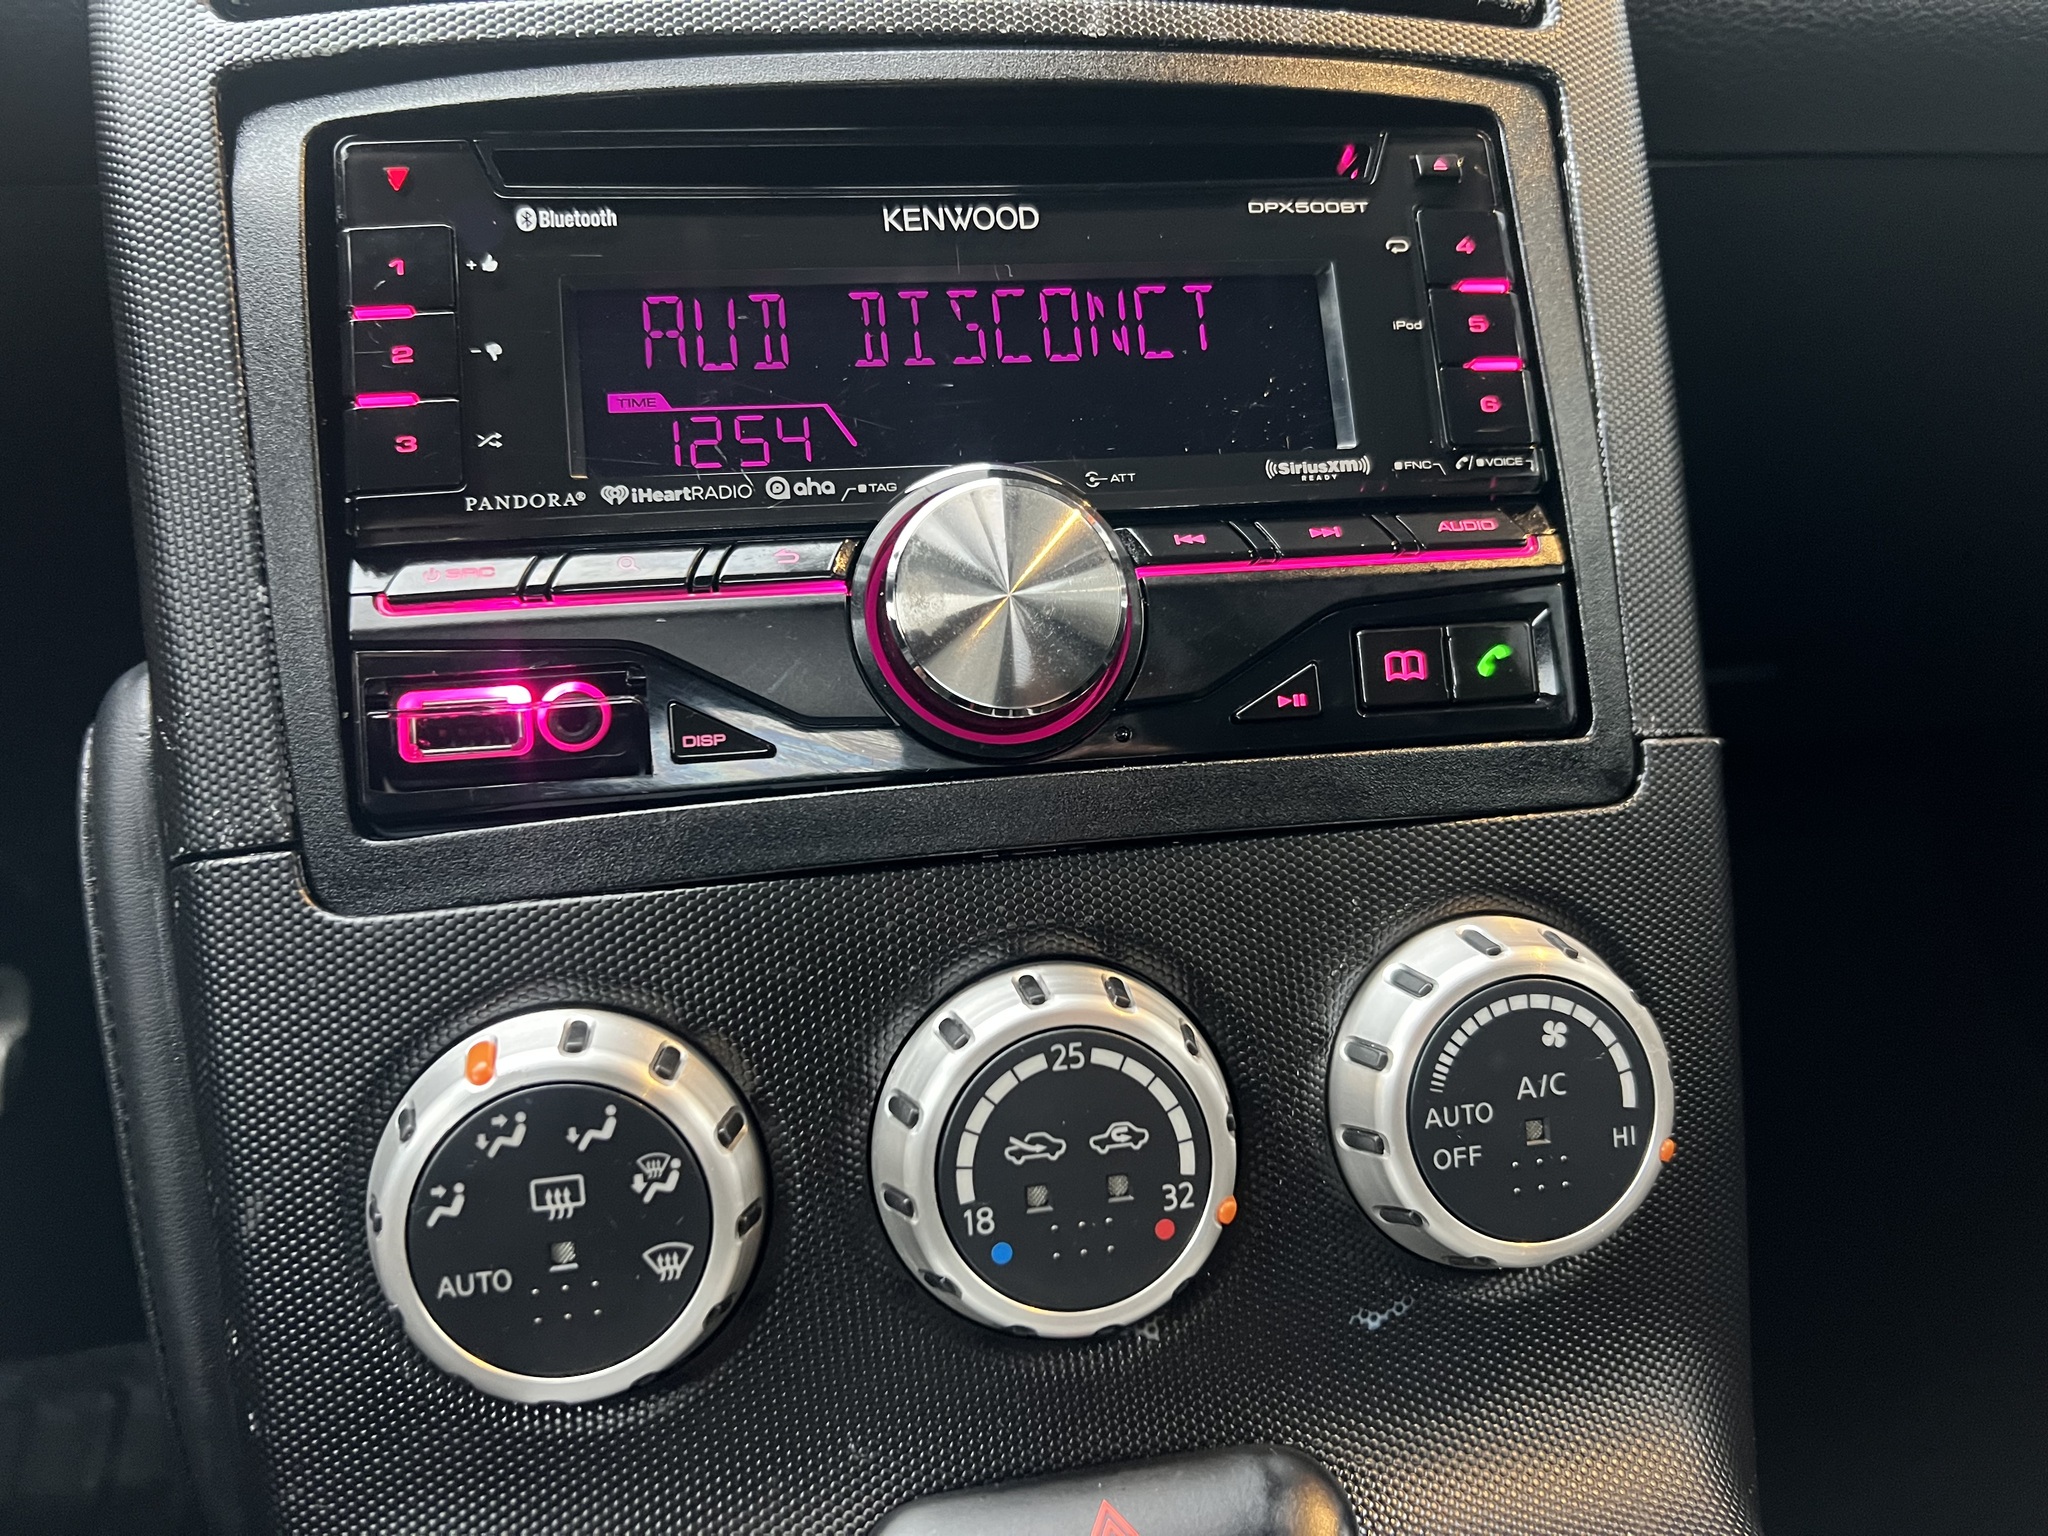 Bluetooth
KENWOOD
DPX500BT
1
4
AUD DISCONCT
iPod
5
2
TIME
6
3
1254
PANDORA®
iHeartRADIO
aha
TAG
ATT
((SiriusXM))
READY
FNC
/ VOICE
SRC
AUDIO
DISP
AUTO
25
18
32
A/C
AUTO
OFF
HI